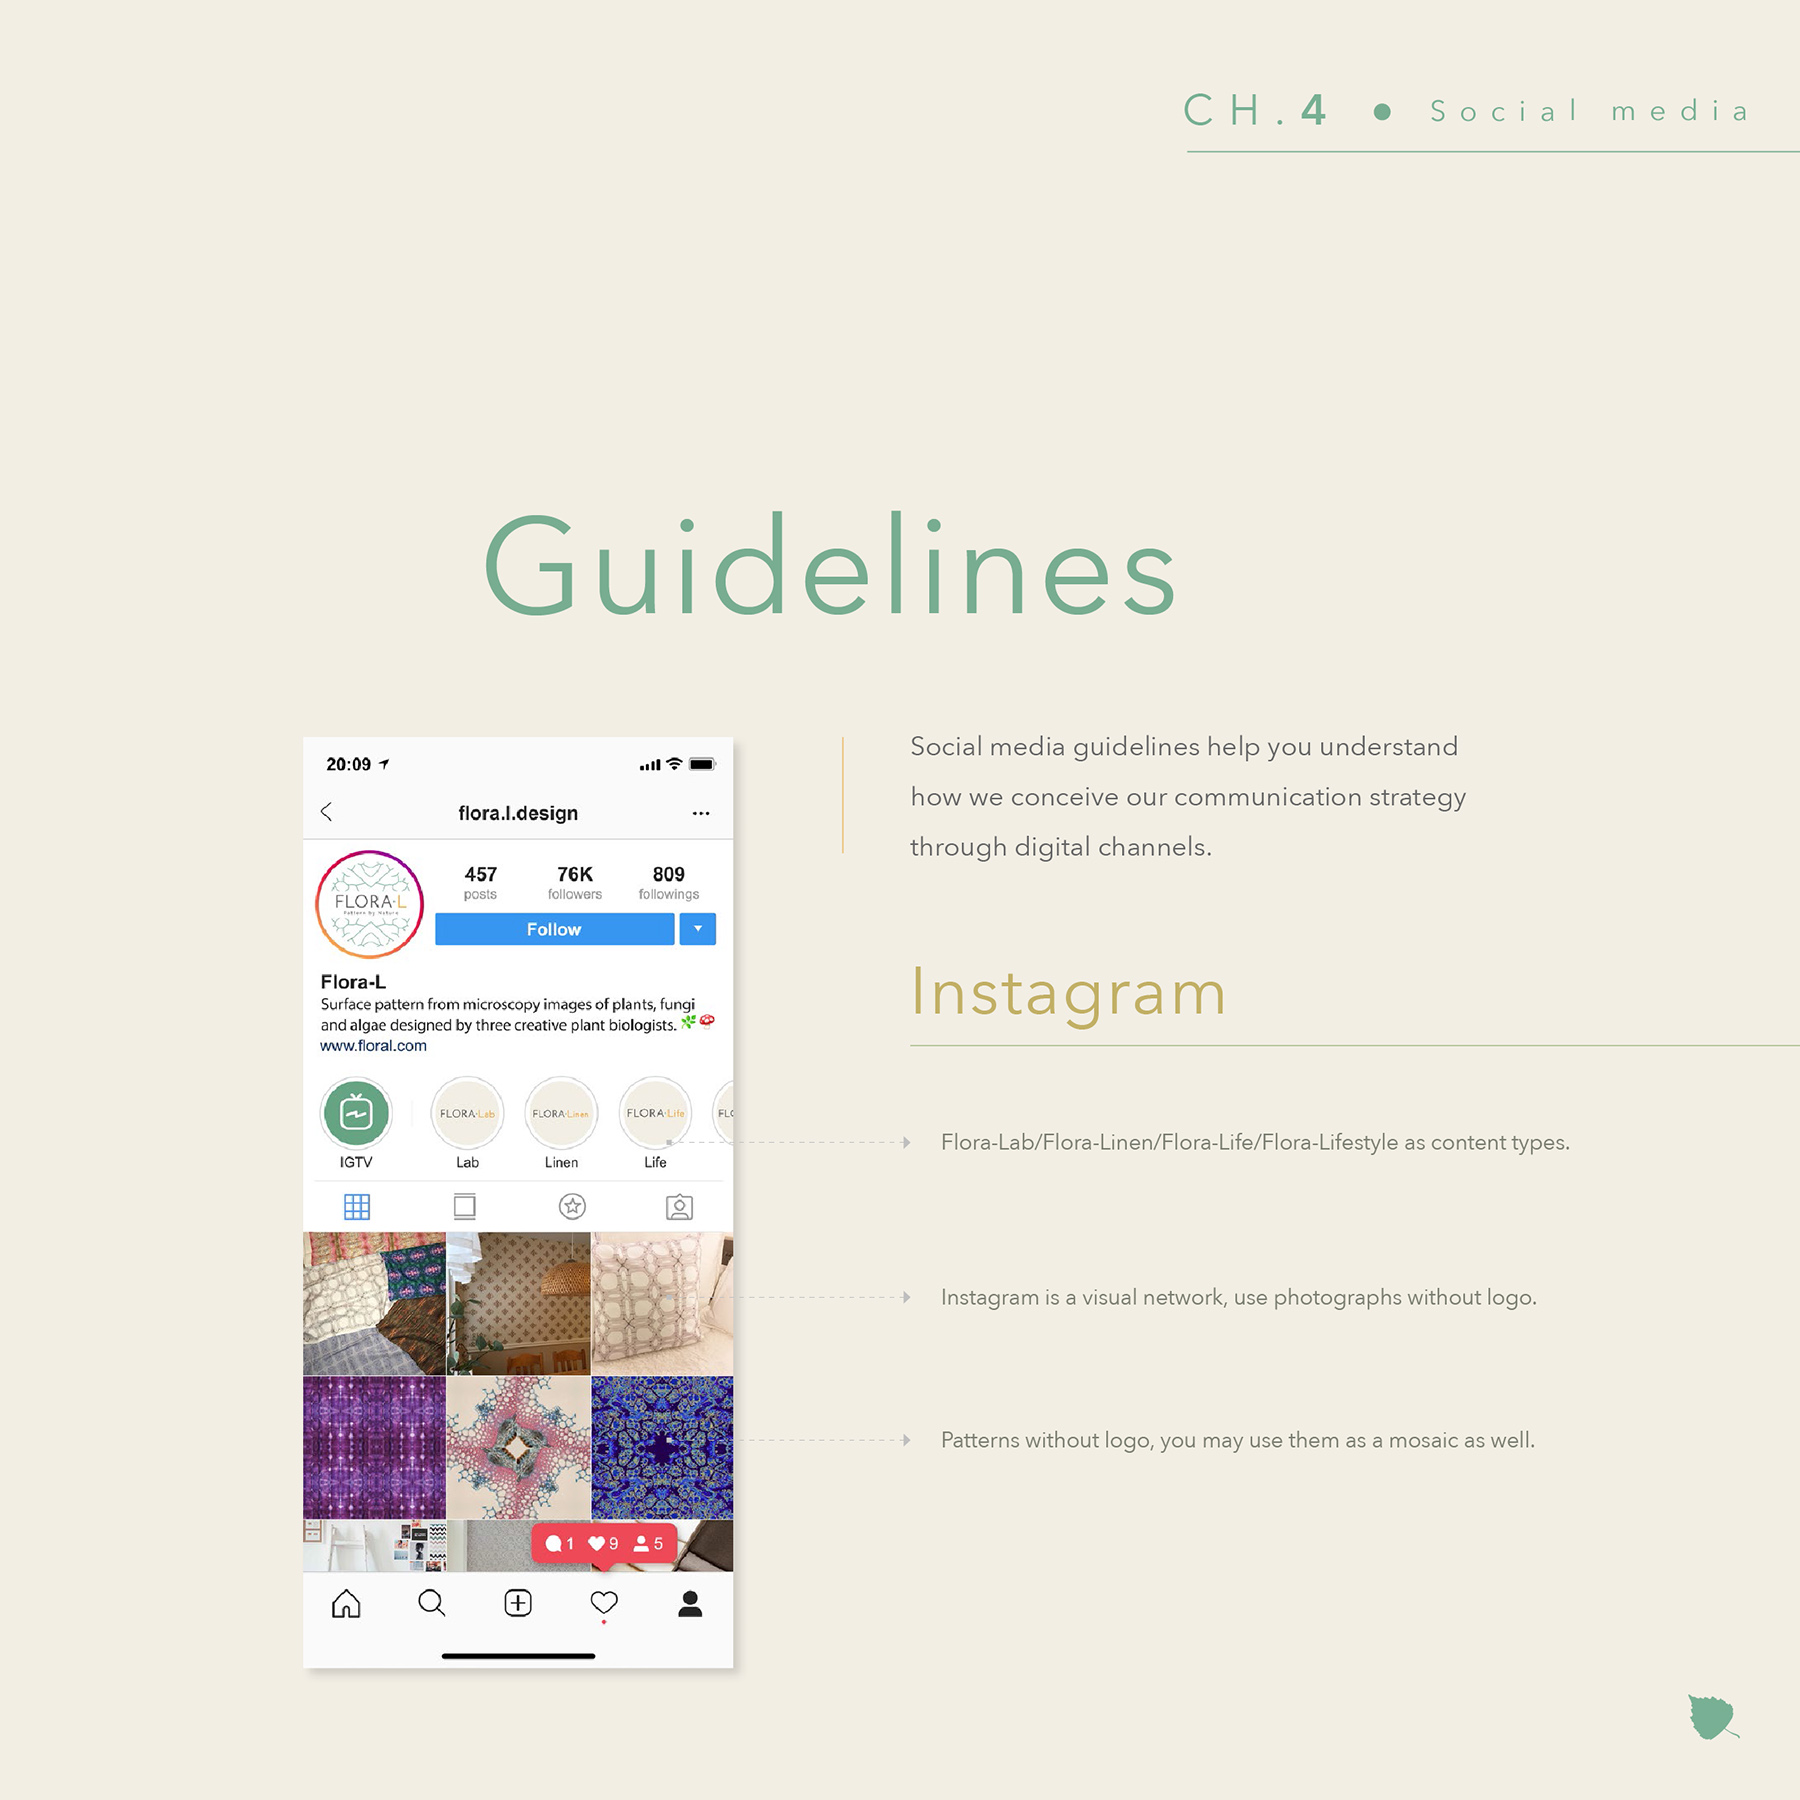 CH.4 • Social media
Guidelines
20:09
flora.l.design
FLORA·L
Pattern by Nature
457
76K
809
posts
followers
followings
Follow
Flora-L
Surface pattern from microscopy images of plants, fungi
and algae designed by three creative plant biologists. 🌿🍄
www.floral.com
FLORA·Lab
FLORA·Linen
FLORA·Life
FLO
IGTV
Lab
Linen
Life
1
9
5
Social media guidelines help you understand
how we conceive our communication strategy
through digital channels.
Instagram
Flora-Lab/Flora-Linen/Flora-Life/Flora-Lifestyle as content types.
Instagram is a visual network, use photographs without logo.
Patterns without logo, you may use them as a mosaic as well.